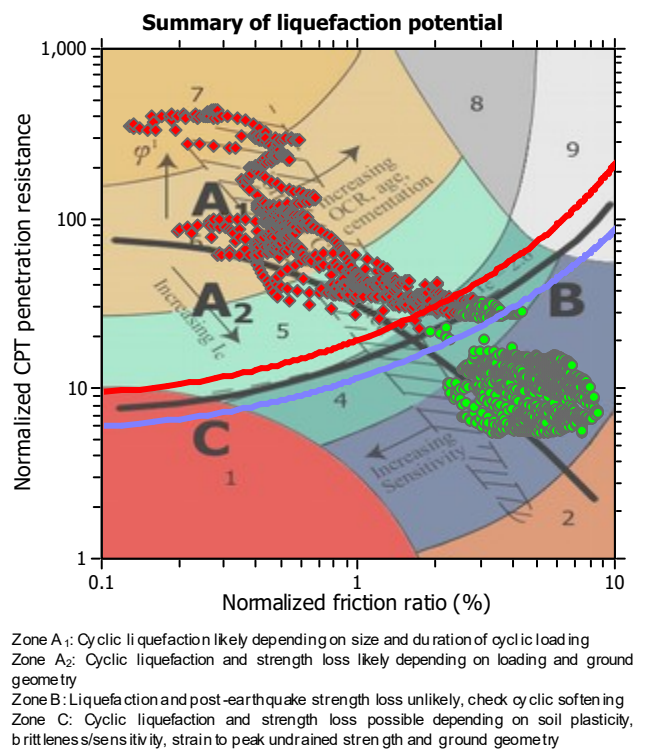 Summary of liquefaction potential
Normalized CPT penetration resistance
1,000
100
10
1
7
8
9
φ'
A1
Increasing
OCR, age,
cementation
6
A2
Increasing Ic
5
B
4
C
1
Increasing
Sensitivity
2
0.1
1
10
Normalized friction ratio (%)
Zone A1: Cyclic liquefaction likely depending on size and duration of cyclic loading
Zone A2: Cyclic liquefaction and strength loss likely depending on loading and ground
geometry
Zone B: Liquefaction and post-earthquake strength loss unlikely, check cyclic softening
Zone C: Cyclic liquefaction and strength loss possible depending on soil plasticity,
brittleness/sensitivity, strain to peak undrained strength and ground geometry